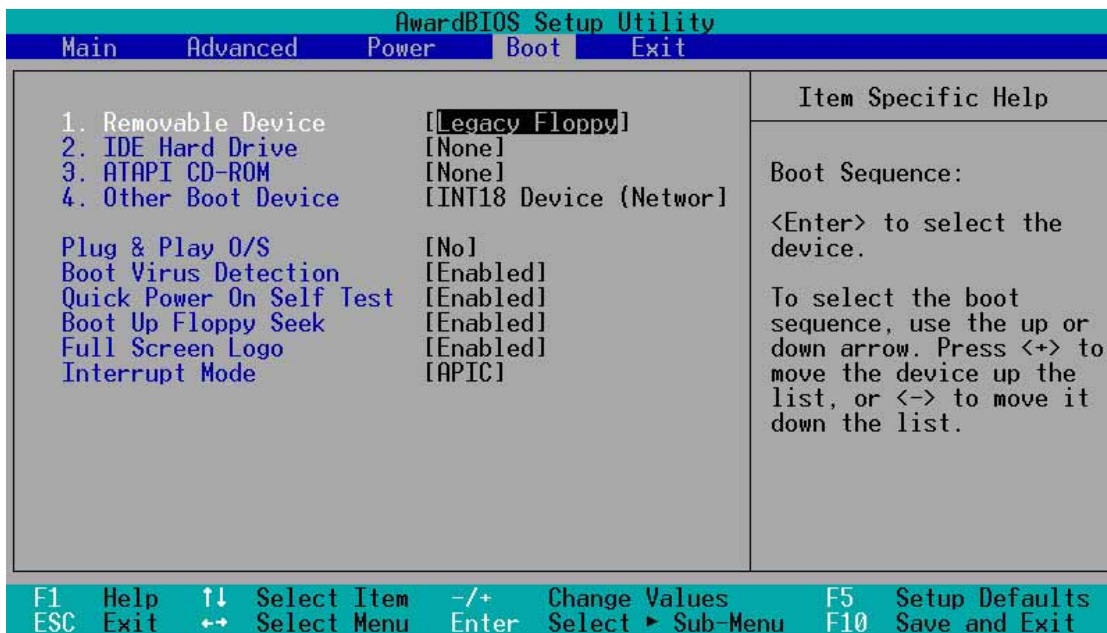 AwardBIOS Setup Utility
Main Advanced Power Boot Exit
1. Removable Device [Legacy Floppy]
2. IDE Hard Drive [None]
3. ATAPI CD-ROM [None]
4. Other Boot Device [INT18 Device (Networ]
Plug & Play O/S [No]
Boot Virus Detection [Enabled]
Quick Power On Self Test [Enabled]
Boot Up Floppy Seek [Enabled]
Full Screen Logo [Enabled]
Interrupt Mode [APIC]
Item Specific Help
Boot Sequence:
<Enter> to select the
device.
To select the boot
sequence, use the up or
down arrow. Press <+> to
move the device up the
list, or <-> to move it
down the list.
F1 Help ↑↓ Select Item -/+ Change Values F5 Setup Defaults
ESC Exit ←→ Select Menu Enter Select ► Sub-Menu F10 Save and Exit